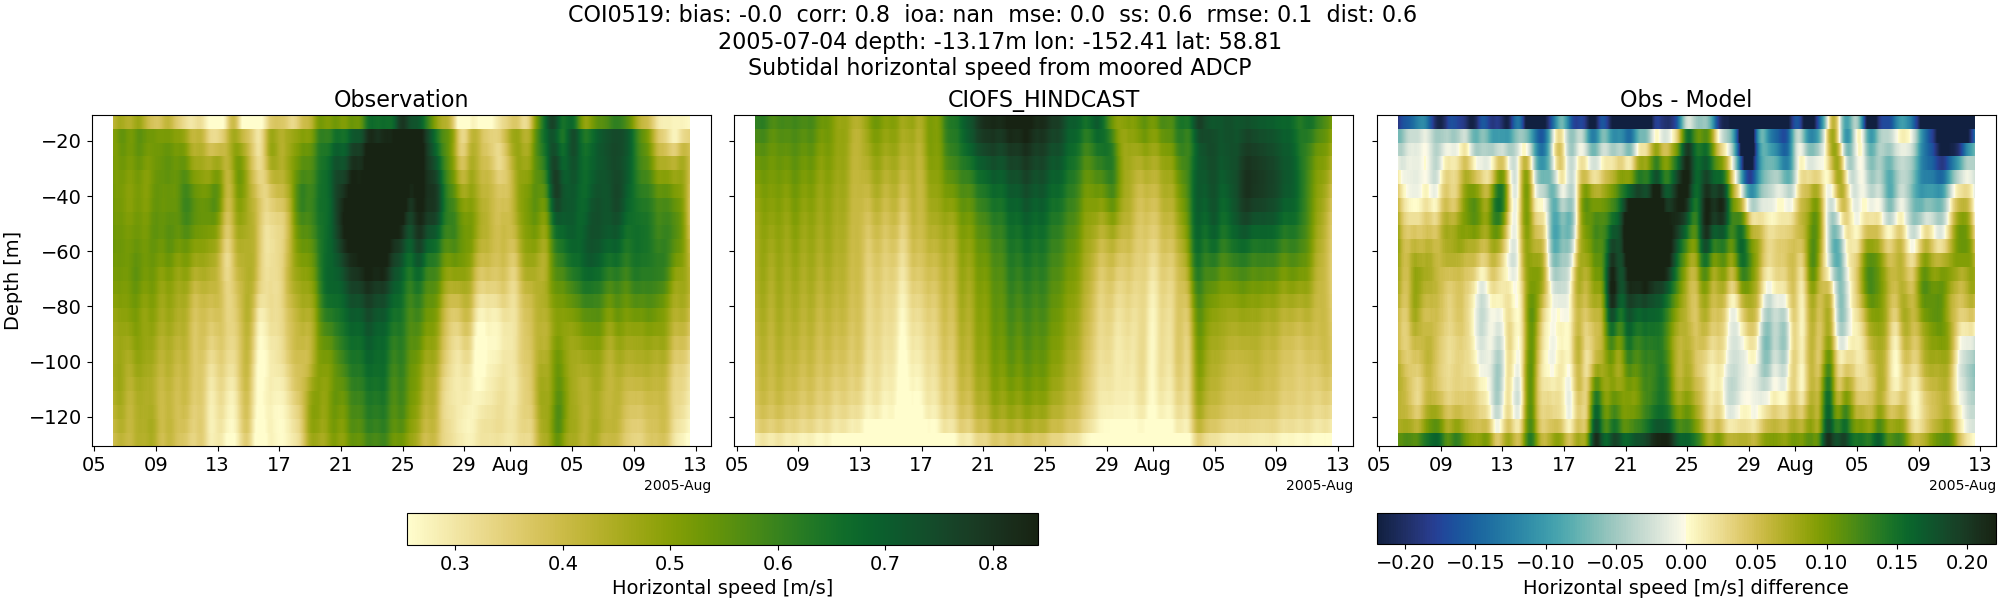 COI0519: bias: -0.0 corr: 0.8 ioa: nan mse: 0.0 ss: 0.6 rmse: 0.1 dist: 0.6
2005-07-04 depth: -13.17m lon: -152.41 lat: 58.81
Subtidal horizontal speed from moored ADCP
Observation
CIOFS_HINDCAST
Obs - Model
Depth [m]
−20
−40
−60
−80
−100
−120
05 09 13 17 21 25 29 Aug 05 09 13
2005-Aug
05 09 13 17 21 25 29 Aug 05 09 13
2005-Aug
05 09 13 17 21 25 29 Aug 05 09 13
2005-Aug
0.3 0.4 0.5 0.6 0.7 0.8
Horizontal speed [m/s]
−0.20 −0.15 −0.10 −0.05 0.00 0.05 0.10 0.15 0.20
Horizontal speed [m/s] difference